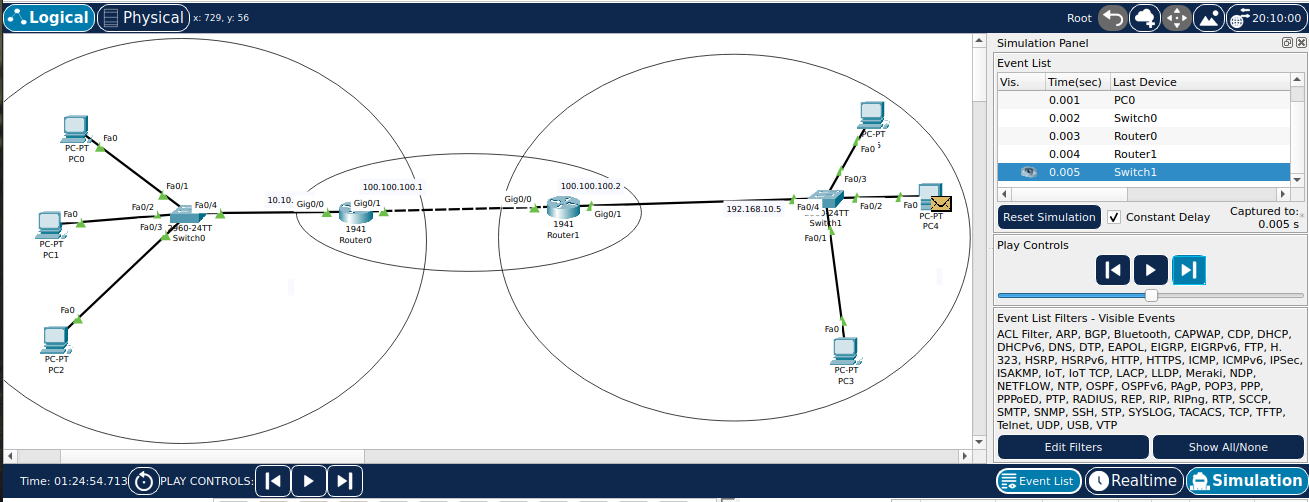 Logical Physical x: 729, y: 56 Root 20:10:00
Simulation Panel
Event List
Vis. Time(sec) Last Device
0.001 PC0
0.002 Switch0
0.003 Router0
0.004 Router1
0.005 Switch1
Reset Simulation Constant Delay Captured to:
0.005 s
Play Controls
Event List Filters - Visible Events
ACL Filter, ARP, BGP, Bluetooth, CAPWAP, CDP, DHCP,
DHCPv6, DNS, DTP, EAPOL, EIGRP, EIGRPv6, FTP, H.
323, HSRP, HSRPv6, HTTP, HTTPS, ICMP, ICMPv6, IPSec,
ISAKMP, IoT, IoT TCP, LACP, LLDP, Meraki, NDP,
NETFLOW, NTP, OSPF, OSPFv6, PAgP, POP3, PPP,
PPPoED, PTP, RADIUS, REP, RIP, RIPng, RTP, SCCP,
SMTP, SNMP, SSH, STP, SYSLOG, TACACS, TCP, TFTP,
Telnet, UDP, USB, VTP
Edit Filters Show All/None
Fa0
PC-PT
PC0
Fa0/1
Fa0
PC-PT
PC1
Fa0/2
Fa0/3
Fa0/4
2960-24TT
Switch0
Fa0
PC-PT
PC2
10.10.
Gig0/0
100.100.100.1
Gig0/1
1941
Router0
100.100.100.2
Gig0/0
Gig0/1
1941
Router1
192.168.10.5
PC-PT
Fa0
Fa0/3
Fa0/4
Fa0/2
Fa0
PC-PT
PC4
-24TT
Switch1
Fa0/1
Fa0
PC-PT
PC3
Time: 01:24:54.713 PLAY CONTROLS: Event List Realtime Simulation